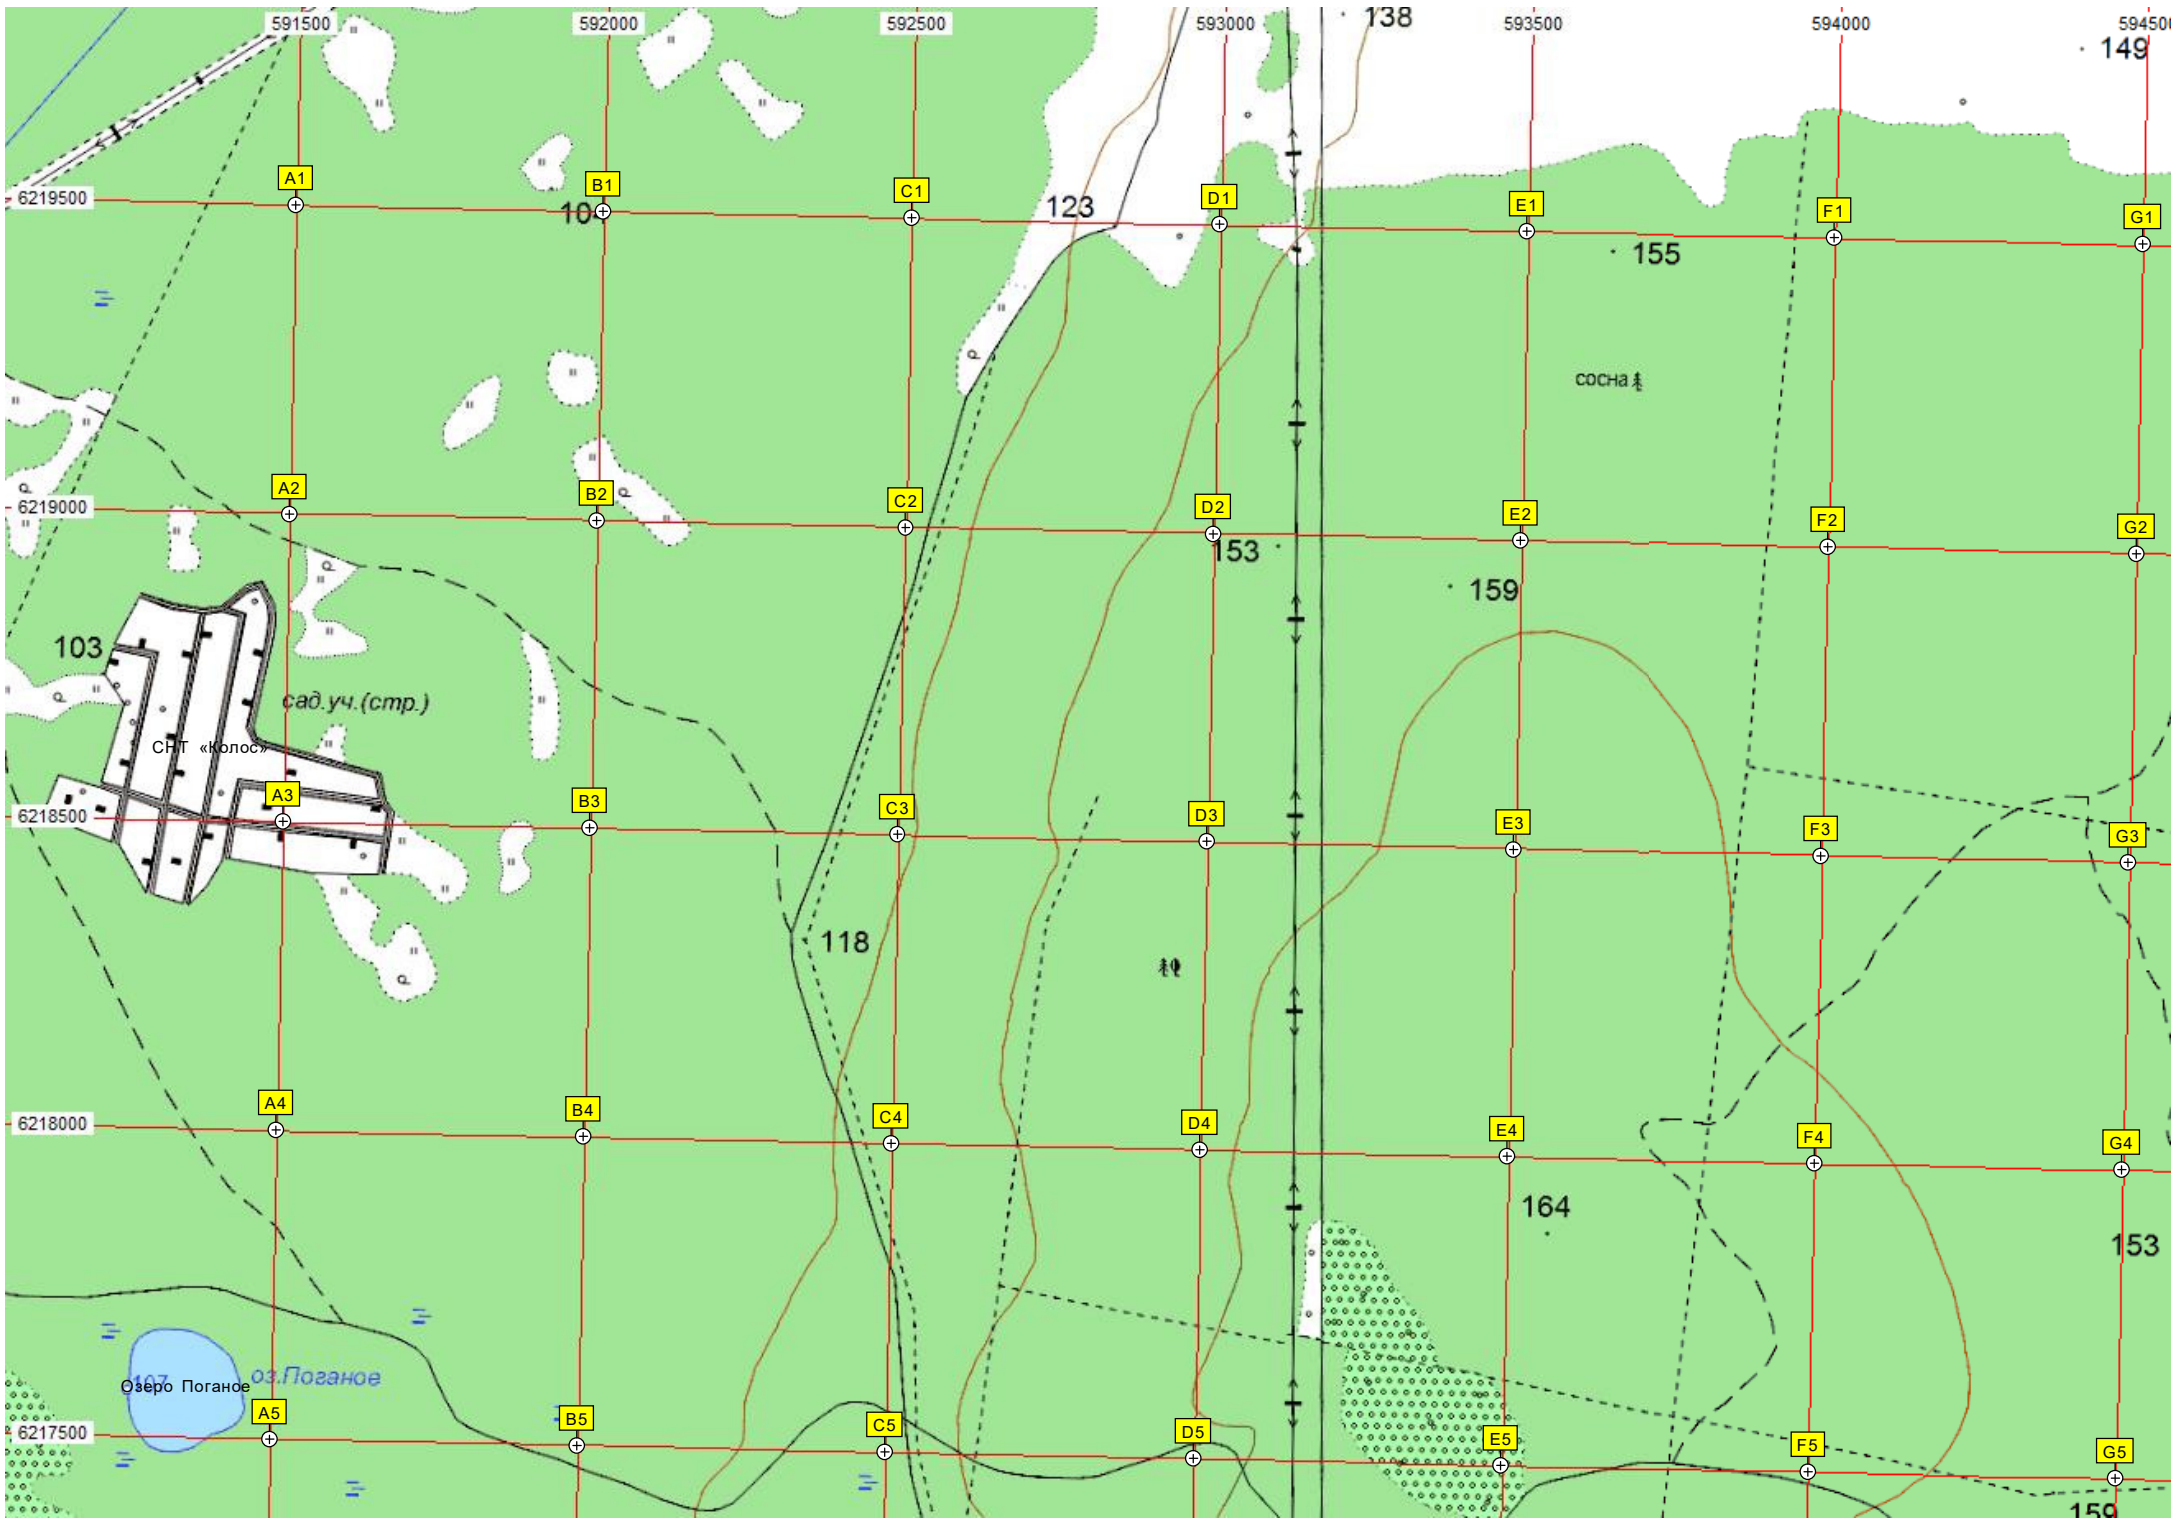 591500 592000 592500 593000 593500 594000 594500
138
149
A1 B1 C1 D1 E1 F1 G1
6219500
104 123
155
сосна
A2 B2 C2 D2 E2 F2 G2
6219000
153
159
103
сад.уч.(стр.)
СНТ «Колос»
A3 B3 C3 D3 E3 F3 G3
6218500
118
A4 B4 C4 D4 E4 F4 G4
6218000
164
153
оз.Поганое
107
Озеро Поганое
A5 B5 C5 D5 E5 F5 G5
6217500
159